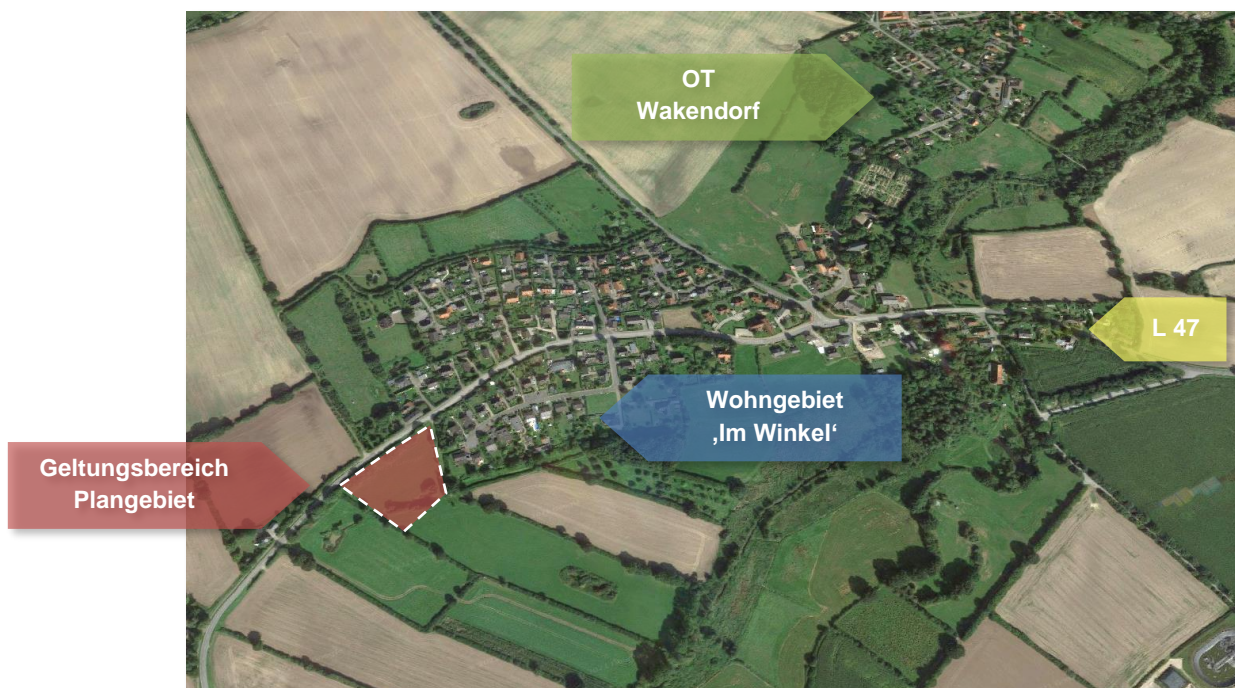 OT
Wakendorf
L 47
Wohngebiet
‚Im Winkel‘
Geltungsbereich
Plangebiet